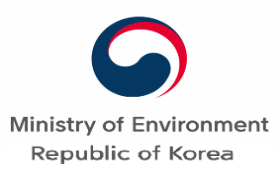 Ministry of Environment
Republic of Korea